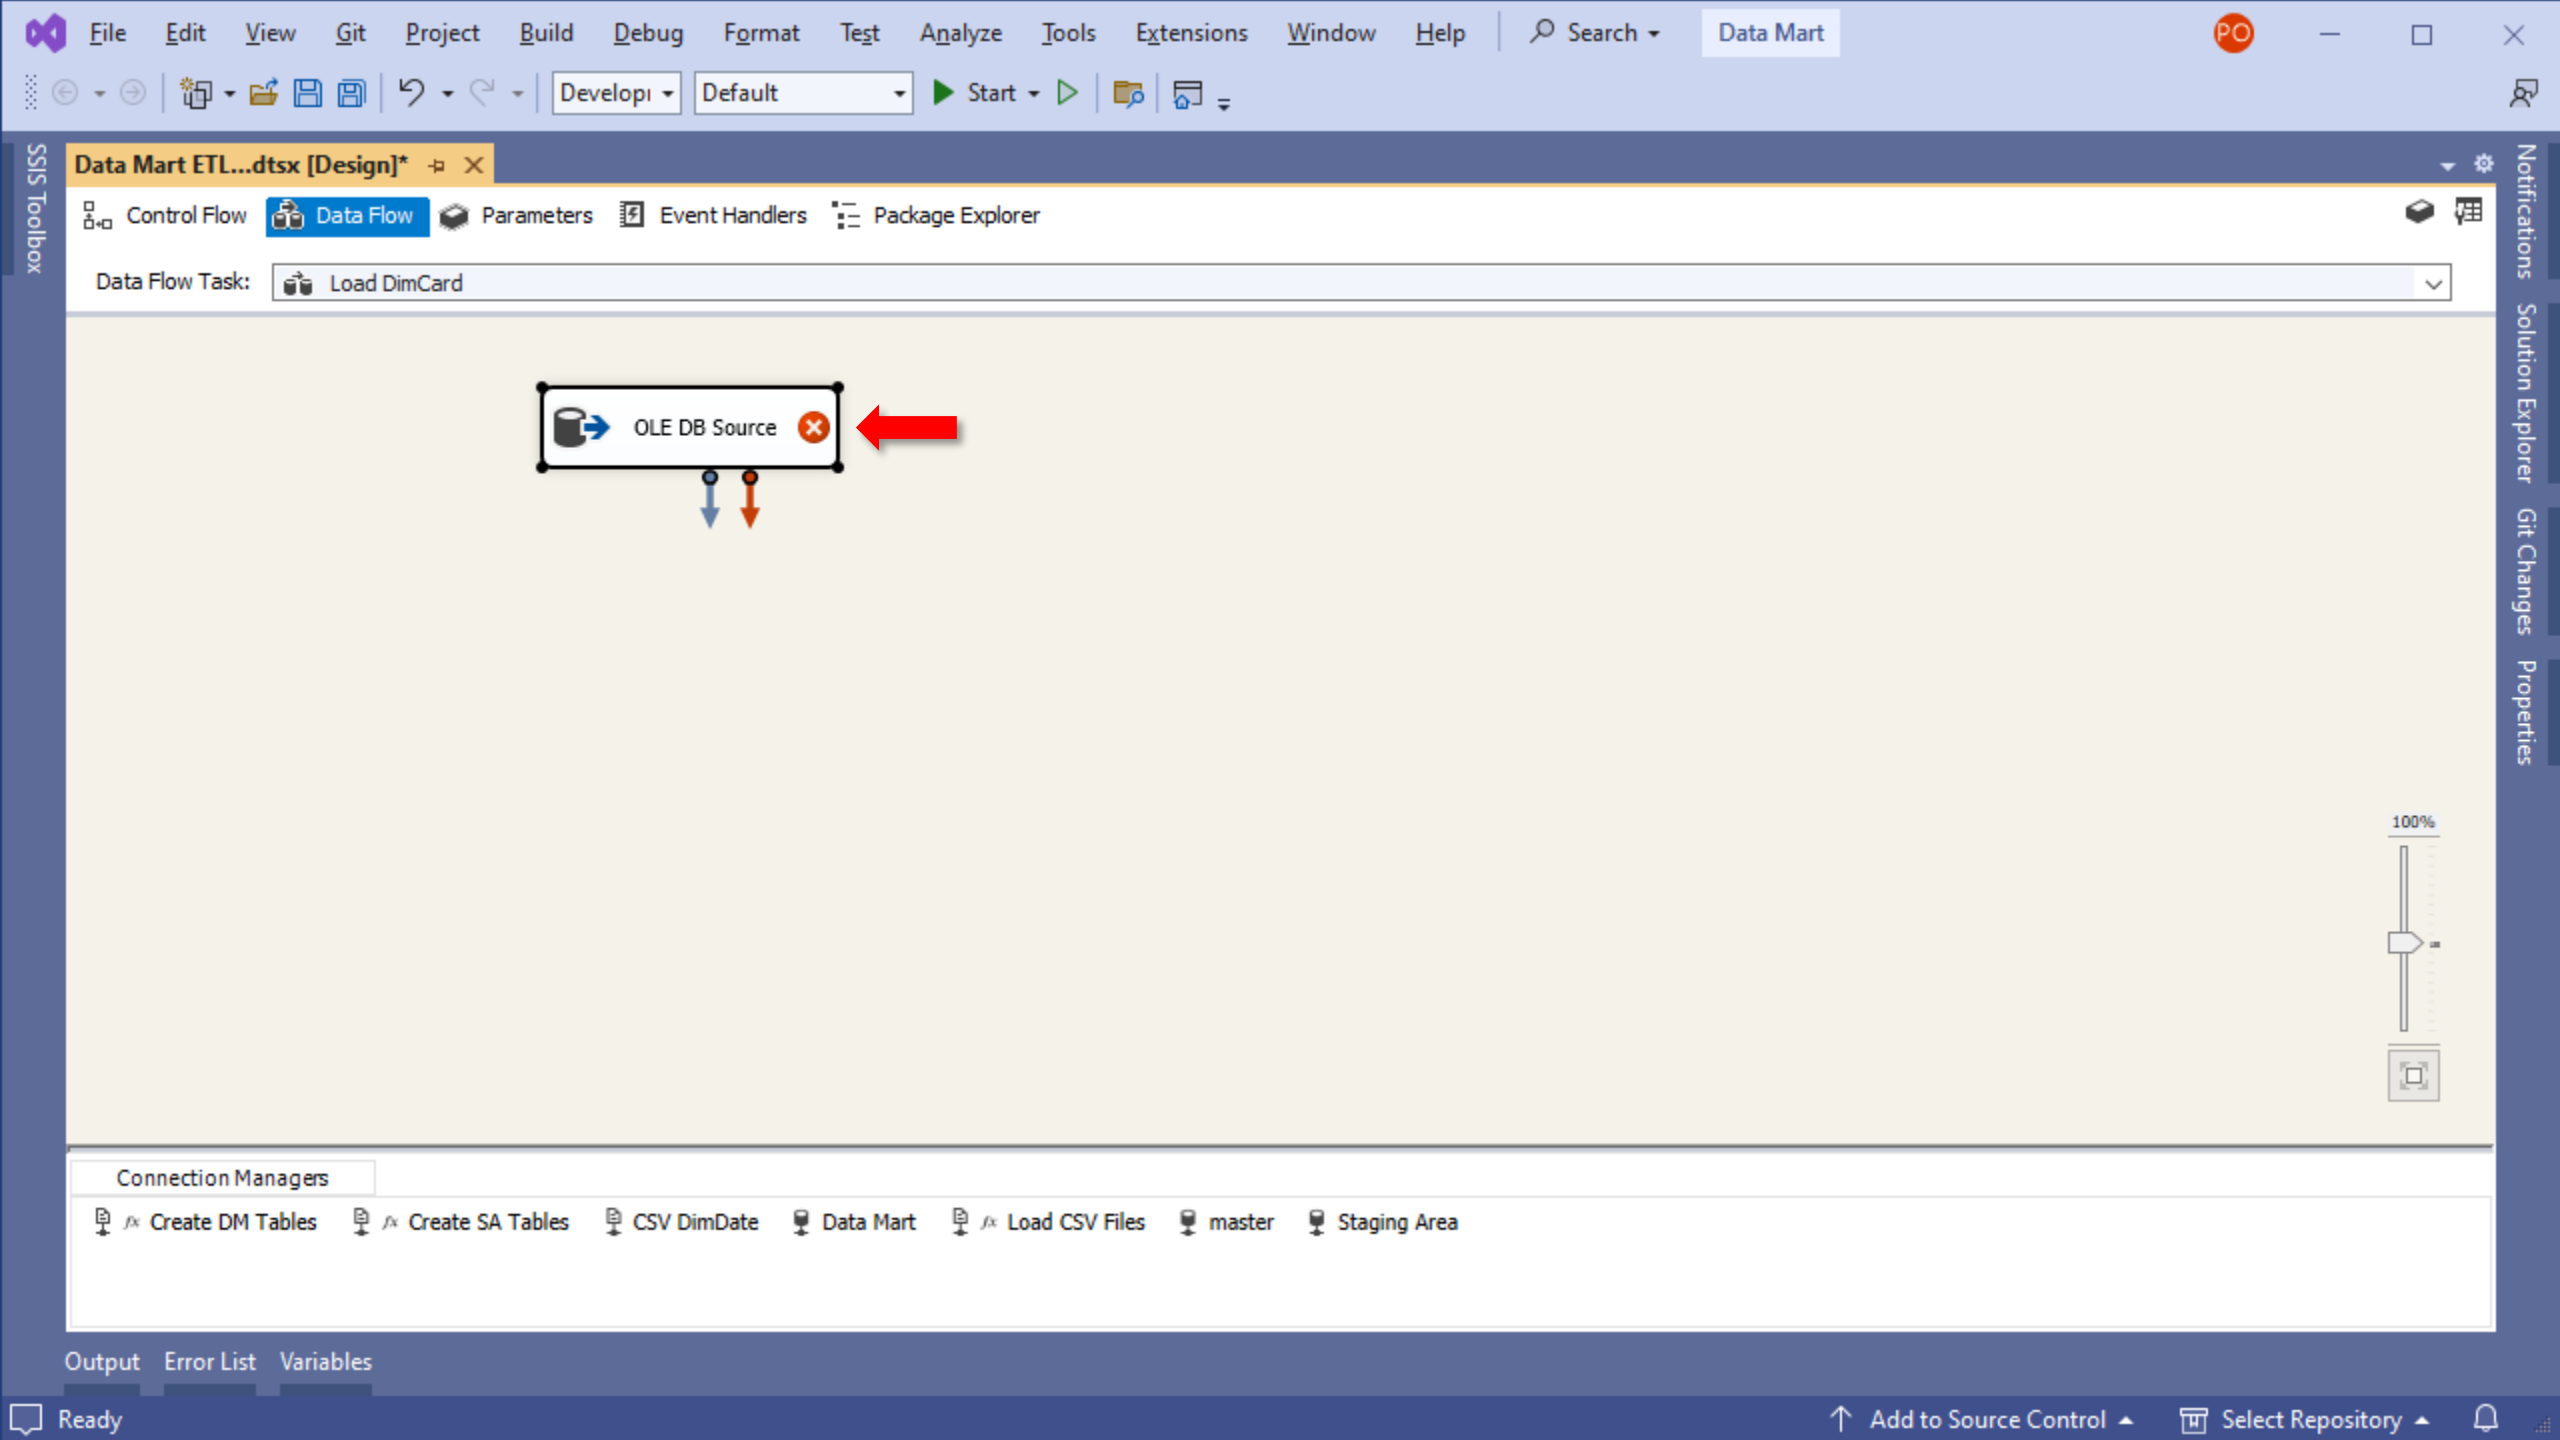 File Edit View Git Project Build Debug Format Test Analyze Tools Extensions Window Help Search Data Mart PO
Developr Default Start
SSIS Toolbox
Data Mart ETL...dtsx [Design]*
Control Flow Data Flow Parameters Event Handlers Package Explorer
Data Flow Task: Load DimCard
OLE DB Source
100%
Notifications
Solution Explorer
Git Changes
Properties
Connection Managers
fx Create DM Tables fx Create SA Tables CSV DimDate Data Mart fx Load CSV Files master Staging Area
Output Error List Variables
Ready Add to Source Control Select Repository